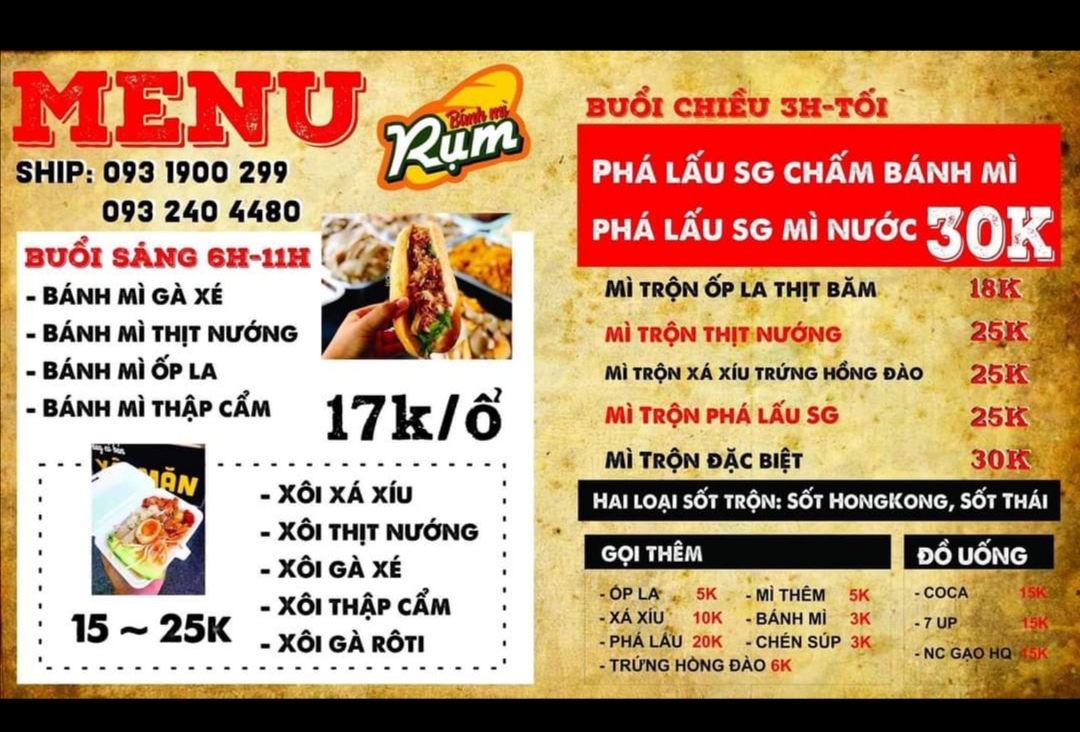 MENU
Bánh mì
Rụm
SHIP: 093 1900 299
093 240 4480
BUỔI SÁNG 6H-11H
- BÁNH MÌ GÀ XÉ
- BÁNH MÌ THỊT NƯỚNG
- BÁNH MÌ ỐP LA
- BÁNH MÌ THẬP CẨM
17k/ổ
MẶN
- XÔI XÁ XÍU
- XÔI THỊT NƯỚNG
- XÔI GÀ XÉ
- XÔI THẬP CẨM
- XÔI GÀ RÔTI
15 ~ 25K
BUỔI CHIỀU 3H-TỐI
PHÁ LẤU SG CHẤM BÁNH MÌ
PHÁ LẤU SG MÌ NƯỚC 30K
MÌ TRỘN ỐP LA THỊT BĂM 18K
MÌ TRỘN THỊT NƯỚNG 25K
MÌ TRỘN XÁ XÍU TRỨNG HỒNG ĐÀO 25K
MÌ TRỘN PHÁ LẤU SG 25K
MÌ TRỘN ĐẶC BIỆT 30K
HAI LOẠI SỐT TRỘN: SỐT HONGKONG, SỐT THÁI
GỌI THÊM
- ỐP LA 5K
- XÁ XÍU 10K
- PHÁ LẤU 20K
- TRỨNG HỒNG ĐÀO 6K
- MÌ THÊM 5K
- BÁNH MÌ 3K
- CHÉN SÚP 3K
ĐỒ UỐNG
- COCA 15K
- 7 UP 15K
- NC GẠO HQ 15K